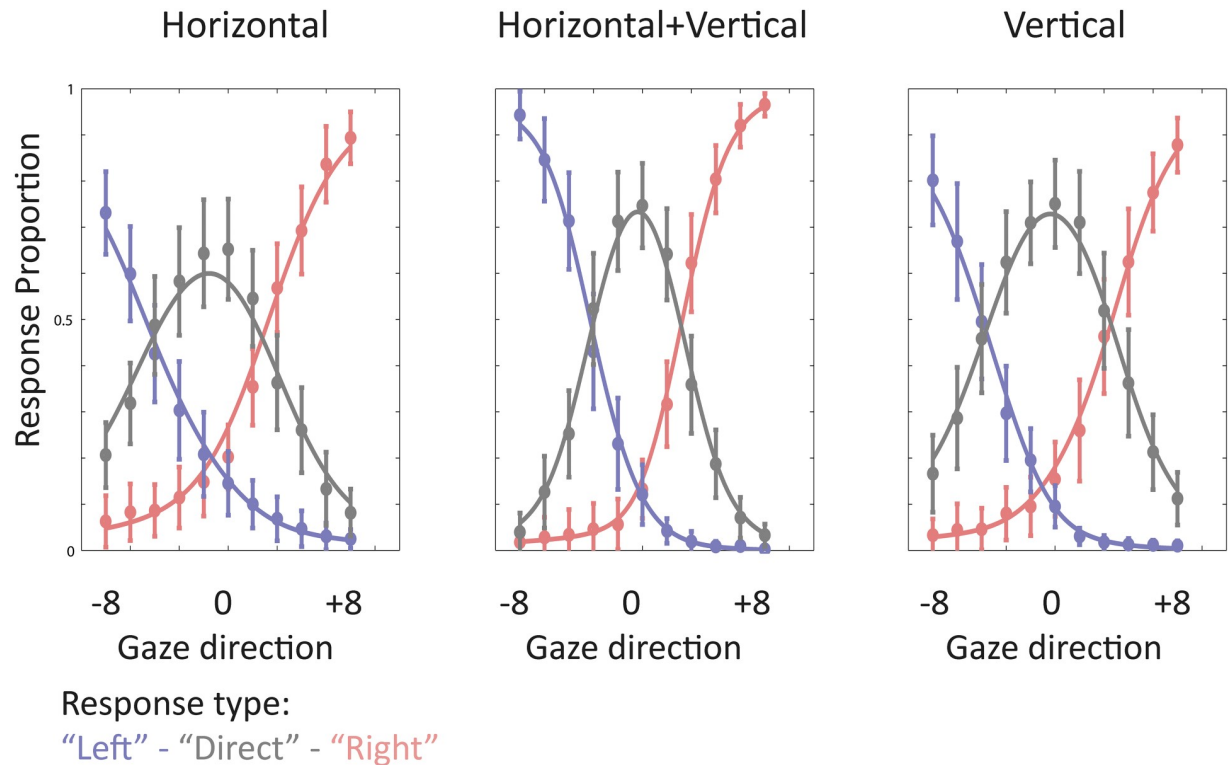 Horizontal
Horizontal+Vertical
Vertical
Response Proportion
1
0.5
0
-8 0 +8
-8 0 +8
-8 0 +8
Gaze direction
Gaze direction
Gaze direction
Response type:
“Left” - “Direct” - “Right”